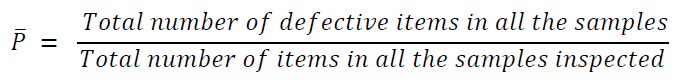 P̅ = Total number of defective items in all the samples
Total number of items in all the samples inspected